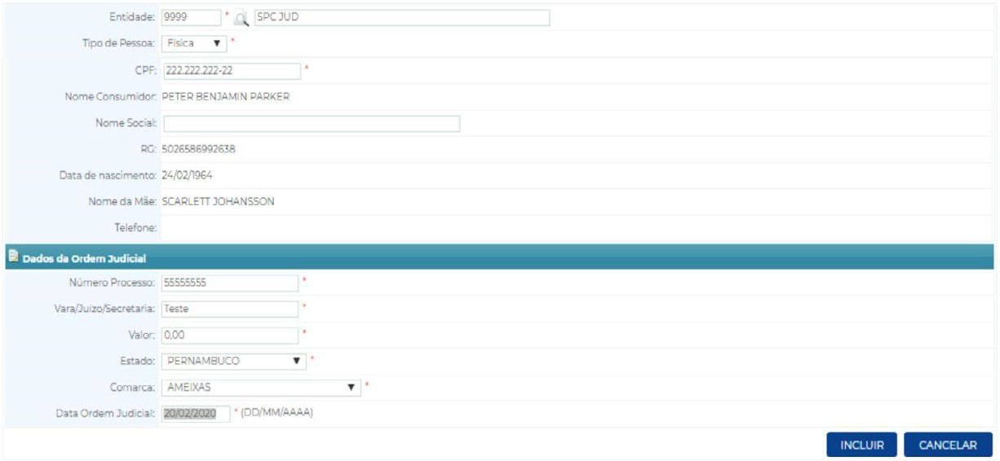 Entidade: 9999 * SPC JUD
Tipo de Pessoa: Física ▼ *
CPF: 222.222.222-22 *
Nome Consumidor: PETER BENJAMIN PARKER
Nome Social:
RG: 5026586992638
Data de nascimento: 24/02/1964
Nome da Mãe: SCARLETT JOHANSSON
Telefone:
Dados da Ordem Judicial
Número Processo: 55555555 *
Vara/Juízo/Secretaria: Teste *
Valor: 0,00 *
Estado: PERNAMBUCO ▼ *
Comarca: AMEIXAS ▼ *
Data Ordem Judicial: 20/02/2020 * (DD/MM/AAAA)
INCLUIR CANCELAR